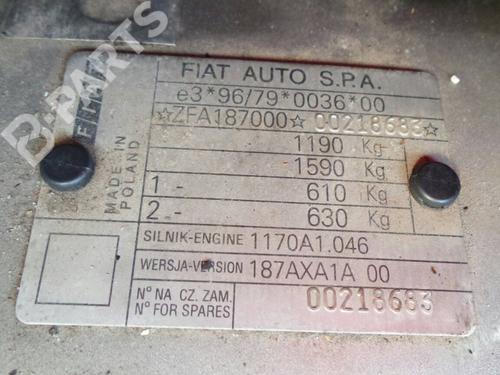 B-PARTS
FIAT
MADE IN
POLAND
FIAT AUTO S.P.A.
e3*96/79*0036*00
☆ZFA187000☆00218683☆
1190 Kg
1590 Kg
1 - 610 Kg
2 - 630 Kg
SILNIK-ENGINE 1170A1.046
WERSJA-VERSION 187AXA1A 00
N° NA CZ. ZAM.
N° FOR SPARES 00218683